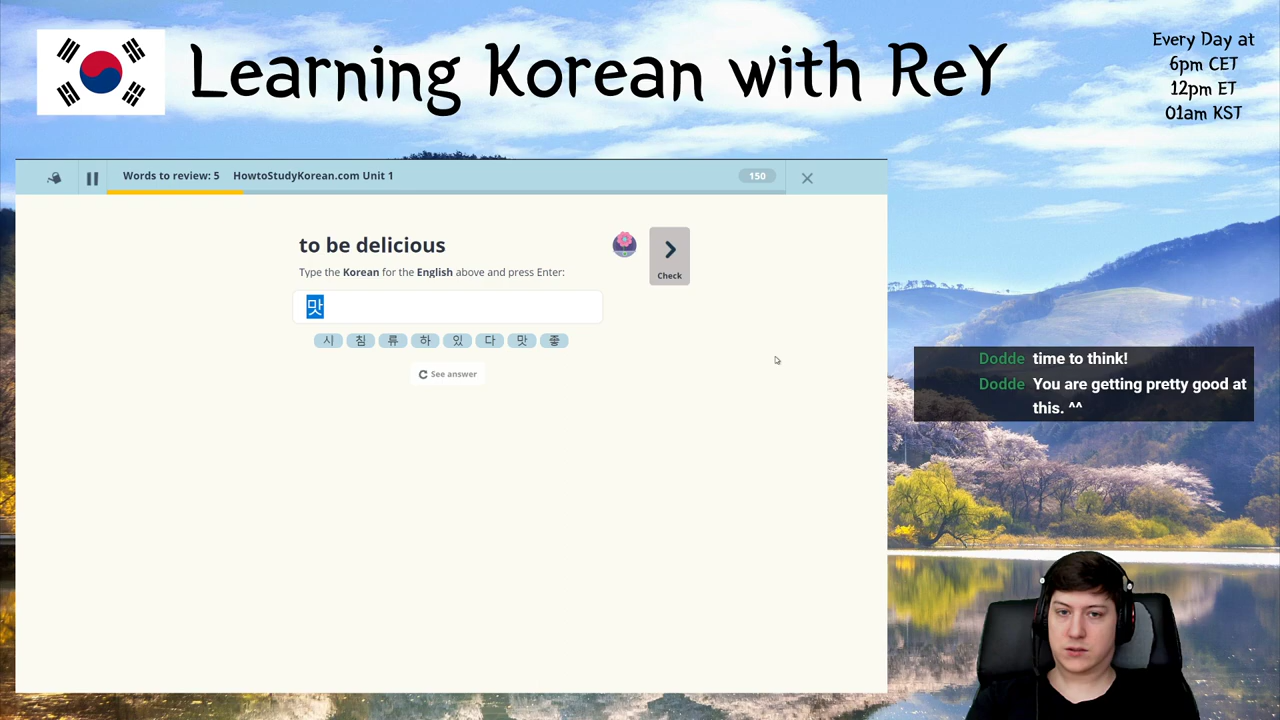 Learning Korean with ReY
Every Day at
6pm CET
12pm ET
01am KST
Words to review: 5 HowtoStudyKorean.com Unit 1
150
to be delicious
Type the Korean for the English above and press Enter:
Check
맛
시 침 류 하 있 다 맛 좋
See answer
Dodde time to think!
Dodde You are getting pretty good at
this. ^^